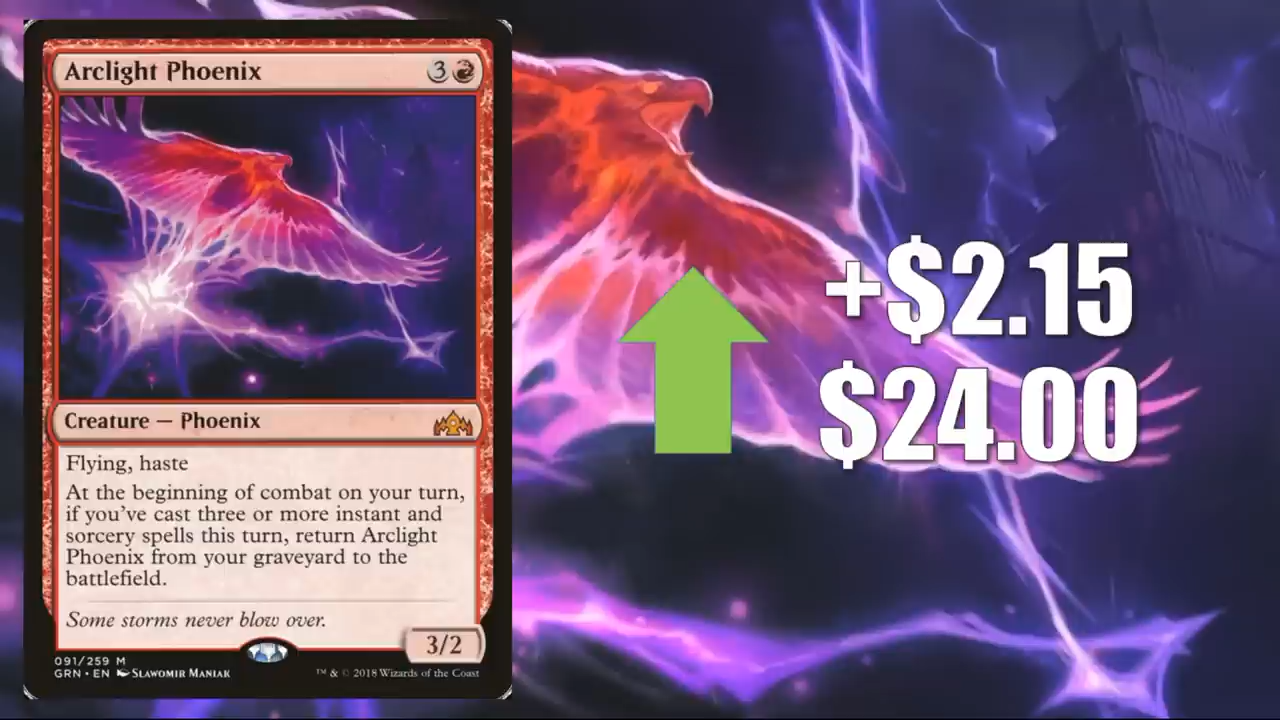 Arclight Phoenix 3
Creature — Phoenix
Flying, haste
At the beginning of combat on your turn,
if you've cast three or more instant and
sorcery spells this turn, return Arclight
Phoenix from your graveyard to the
battlefield.
Some storms never blow over.
3/2
091/259 M
GRN • EN SLAWOMIR MANIAK
™ & © 2018 Wizards of the Coast
+$2.15
$24.00